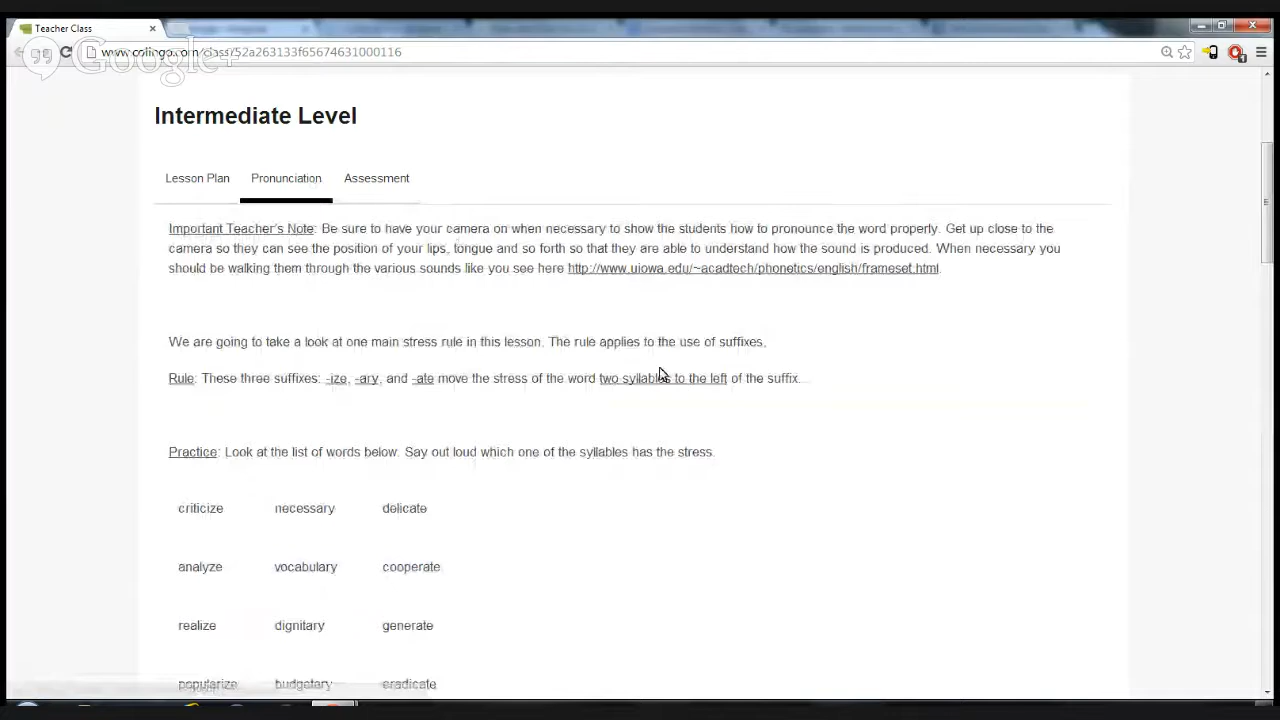 Teacher Class
www.colingo.com/class/52a263133f65674631000116
Google+
Intermediate Level
Lesson Plan Pronunciation Assessment
Important Teacher's Note: Be sure to have your camera on when necessary to show the students how to pronounce the word properly. Get up close to the
camera so they can see the position of your lips, tongue and so forth so that they are able to understand how the sound is produced. When necessary you
should be walking them through the various sounds like you see here http://www.uiowa.edu/~acadtech/phonetics/english/frameset.html.
We are going to take a look at one main stress rule in this lesson. The rule applies to the use of suffixes,
Rule: These three suffixes: -ize, -ary, and -ate move the stress of the word two syllables to the left of the suffix.
Practice: Look at the list of words below. Say out loud which one of the syllables has the stress.
criticize necessary delicate
analyze vocabulary cooperate
realize dignitary generate
popularize budgetary eradicate